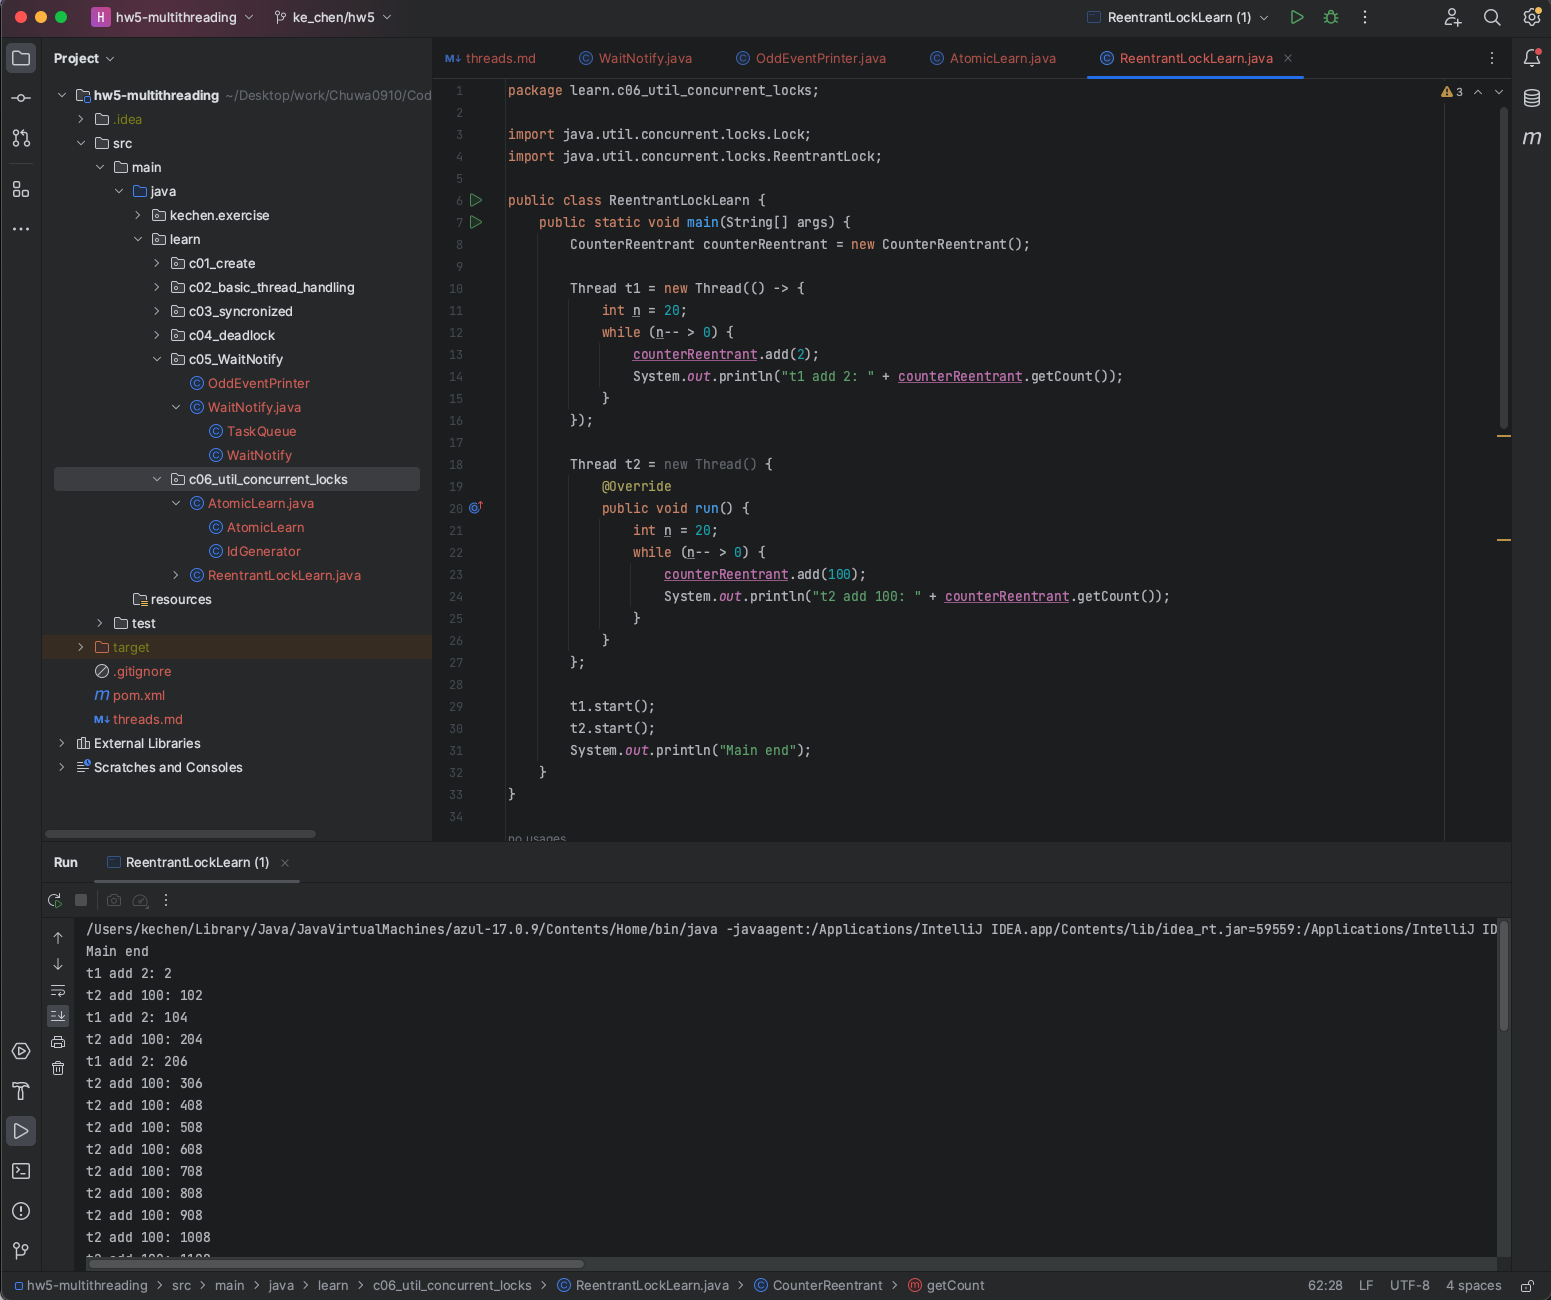 H hw5-multithreading ke_chen/hw5 ReentrantLockLearn (1)
Project
hw5-multithreading ~/Desktop/work/Chuwa0910/Cod
.idea
src
main
java
kechen.exercise
learn
c01_create
c02_basic_thread_handling
c03_syncronized
c04_deadlock
c05_WaitNotify
OddEventPrinter
WaitNotify.java
TaskQueue
WaitNotify
c06_util_concurrent_locks
AtomicLearn.java
AtomicLearn
IdGenerator
ReentrantLockLearn.java
resources
test
target
.gitignore
m pom.xml
M↓ threads.md
External Libraries
Scratches and Consoles
M↓ threads.md WaitNotify.java OddEventPrinter.java AtomicLearn.java ReentrantLockLearn.java
3
m
1 package learn.c06_util_concurrent_locks;
2
3 import java.util.concurrent.locks.Lock;
4 import java.util.concurrent.locks.ReentrantLock;
5
6 public class ReentrantLockLearn {
7 public static void main(String[] args) {
8 CounterReentrant counterReentrant = new CounterReentrant();
9
10 Thread t1 = new Thread(() -> {
11 int n = 20;
12 while (n-- > 0) {
13 counterReentrant.add(2);
14 System.out.println("t1 add 2: " + counterReentrant.getCount());
15 }
16 });
17
18 Thread t2 = new Thread() {
19 @Override
20 public void run() {
21 int n = 20;
22 while (n-- > 0) {
23 counterReentrant.add(100);
24 System.out.println("t2 add 100: " + counterReentrant.getCount());
25 }
26 }
27 };
28
29 t1.start();
30 t2.start();
31 System.out.println("Main end");
32 }
33 }
34
no usages
Run ReentrantLockLearn (1)
/Users/kechen/Library/Java/JavaVirtualMachines/azul-17.0.9/Contents/Home/bin/java -javaagent:/Applications/IntelliJ IDEA.app/Contents/lib/idea_rt.jar=59559:/Applications/IntelliJ ID
Main end
t1 add 2: 2
t2 add 100: 102
t1 add 2: 104
t2 add 100: 204
t1 add 2: 206
t2 add 100: 306
t2 add 100: 408
t2 add 100: 508
t2 add 100: 608
t2 add 100: 708
t2 add 100: 808
t2 add 100: 908
t2 add 100: 1008
t2 add 100: 1108
hw5-multithreading > src > main > java > learn > c06_util_concurrent_locks > ReentrantLockLearn.java > CounterReentrant > getCount 62:28 LF UTF-8 4 spaces